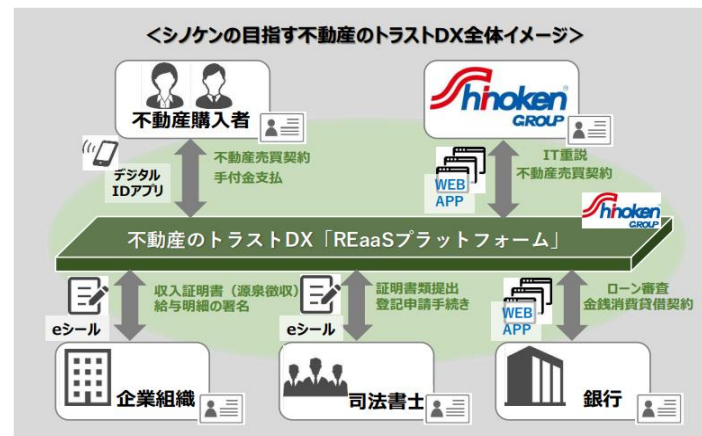 <シノケンの目指す不動産のトラストDX全体イメージ>
不動産購入者
Shinoken
GROUP
デジタル
IDアプリ
不動産売買契約
手付金支払
WEB
APP
IT重説
不動産売買契約
Shinoken
GROUP
不動産のトラストDX「REaaSプラットフォーム」
eシール
収入証明書（源泉徴収）
給与明細の署名
eシール
証明書類提出
登記申請手続き
WEB
APP
ローン審査
金銭消費貸借契約
企業組織
司法書士
銀行